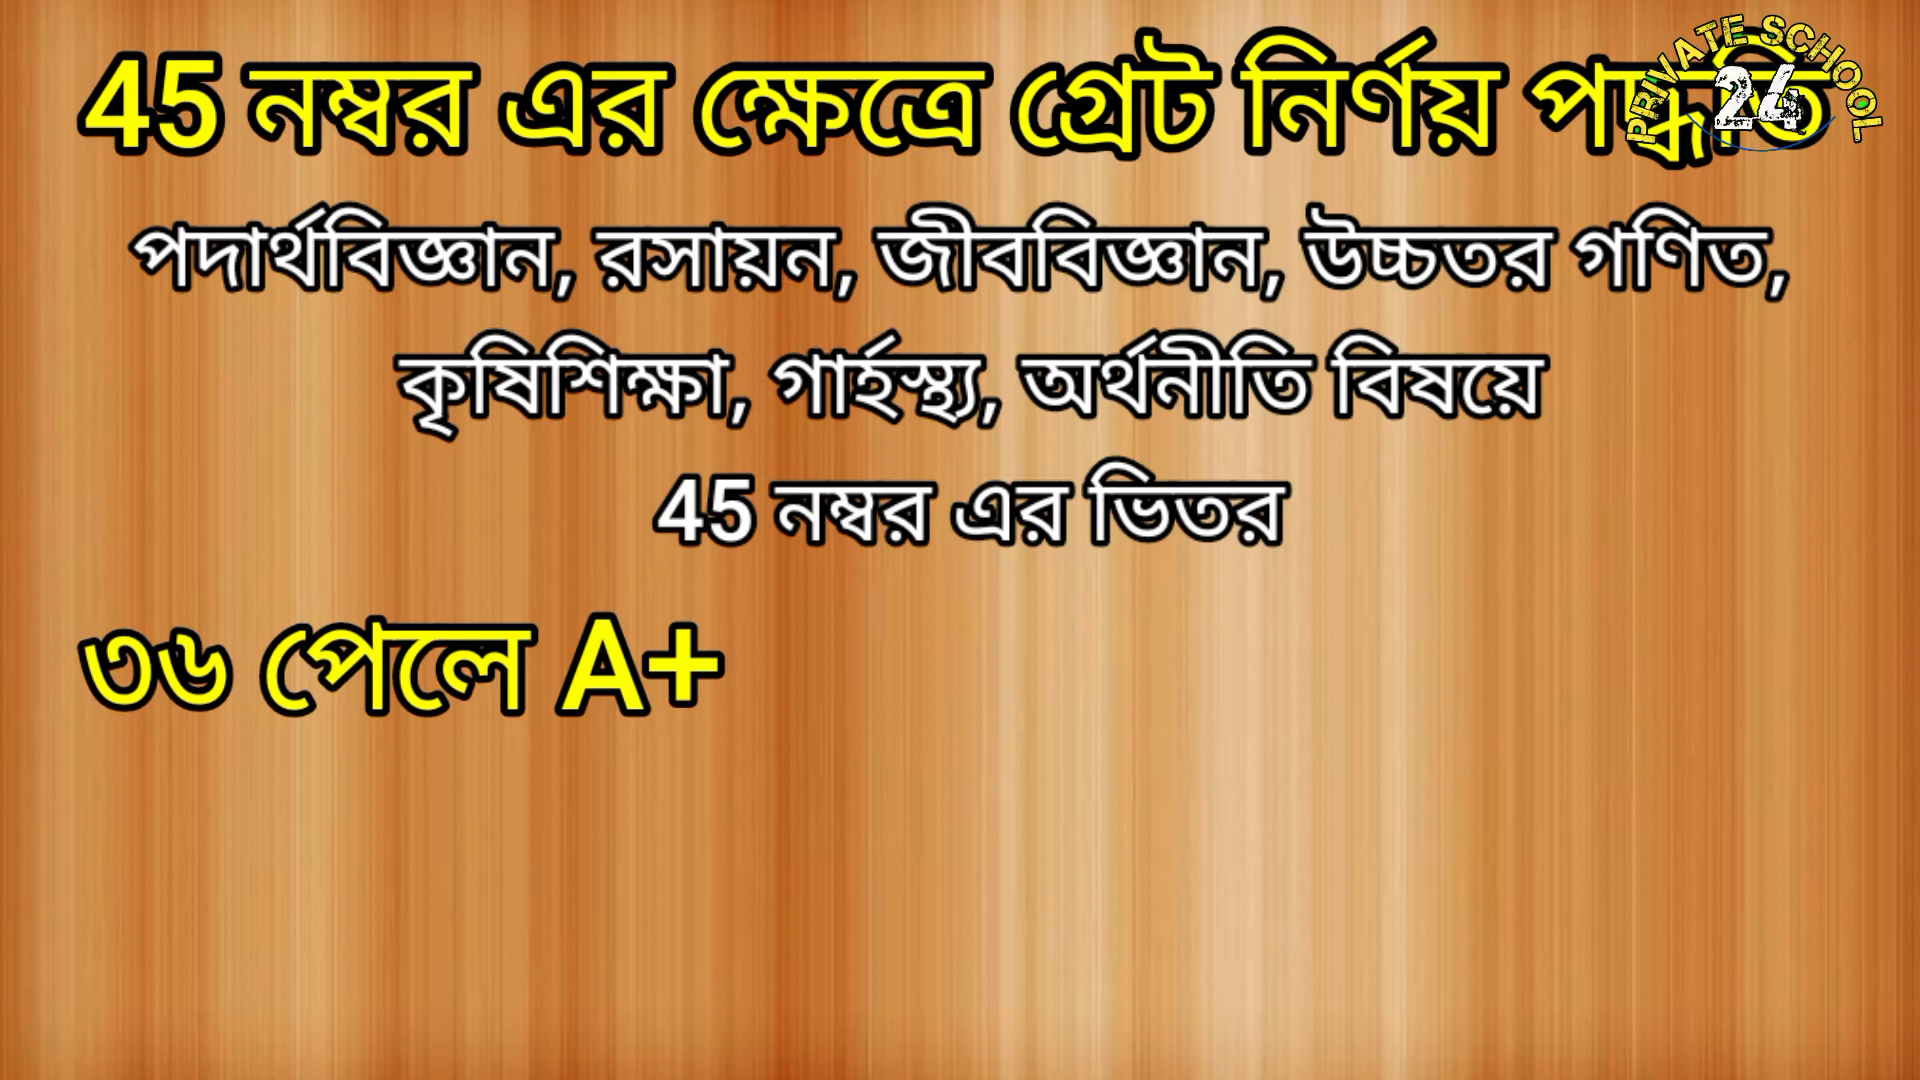 45 নম্বর এর ক্ষেত্রে গ্রেট নির্ণয় পদ্ধতি
PRIVATE SCHOOL
24
পদার্থবিজ্ঞান, রসায়ন, জীববিজ্ঞান, উচ্চতর গণিত,
কৃষিশিক্ষা, গার্হস্থ্য, অর্থনীতি বিষয়ে
45 নম্বর এর ভিতর
৩৬ পেলে A+